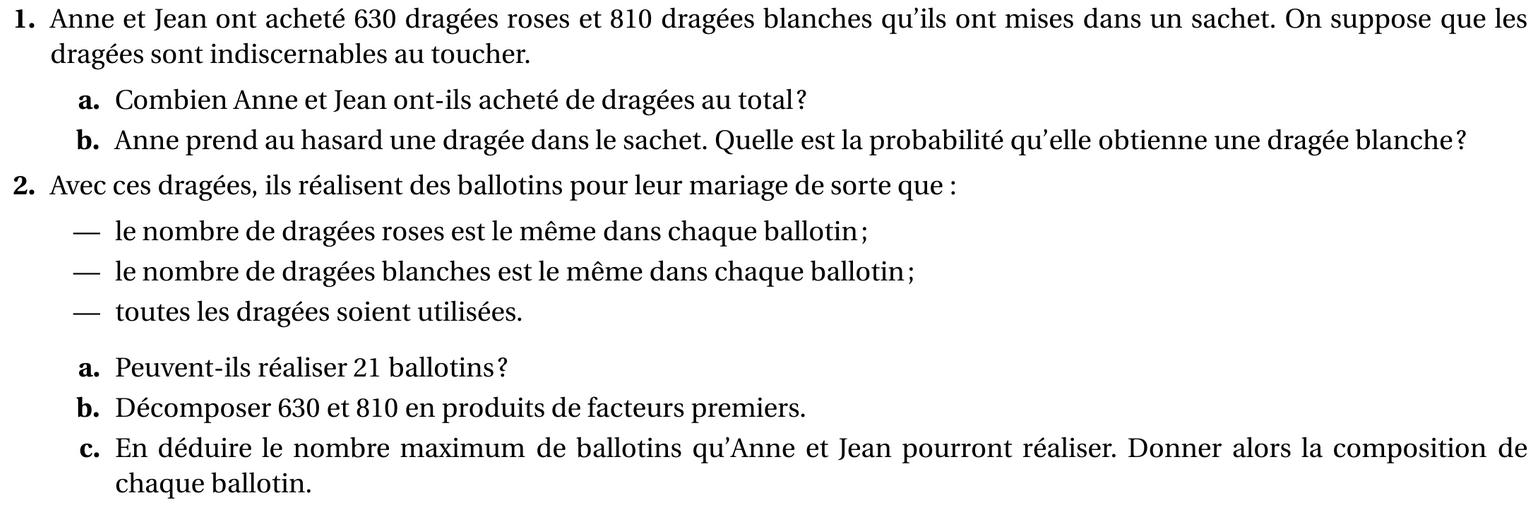 1. Anne et Jean ont acheté 630 dragées roses et 810 dragées blanches qu'ils ont mises dans un sachet. On suppose que les
dragées sont indiscernables au toucher.
a. Combien Anne et Jean ont-ils acheté de dragées au total ?
b. Anne prend au hasard une dragée dans le sachet. Quelle est la probabilité qu'elle obtienne une dragée blanche ?
2. Avec ces dragées, ils réalisent des ballotins pour leur mariage de sorte que :
— le nombre de dragées roses est le même dans chaque ballotin ;
— le nombre de dragées blanches est le même dans chaque ballotin ;
— toutes les dragées soient utilisées.
a. Peuvent-ils réaliser 21 ballotins ?
b. Décomposer 630 et 810 en produits de facteurs premiers.
c. En déduire le nombre maximum de ballotins qu'Anne et Jean pourront réaliser. Donner alors la composition de
chaque ballotin.